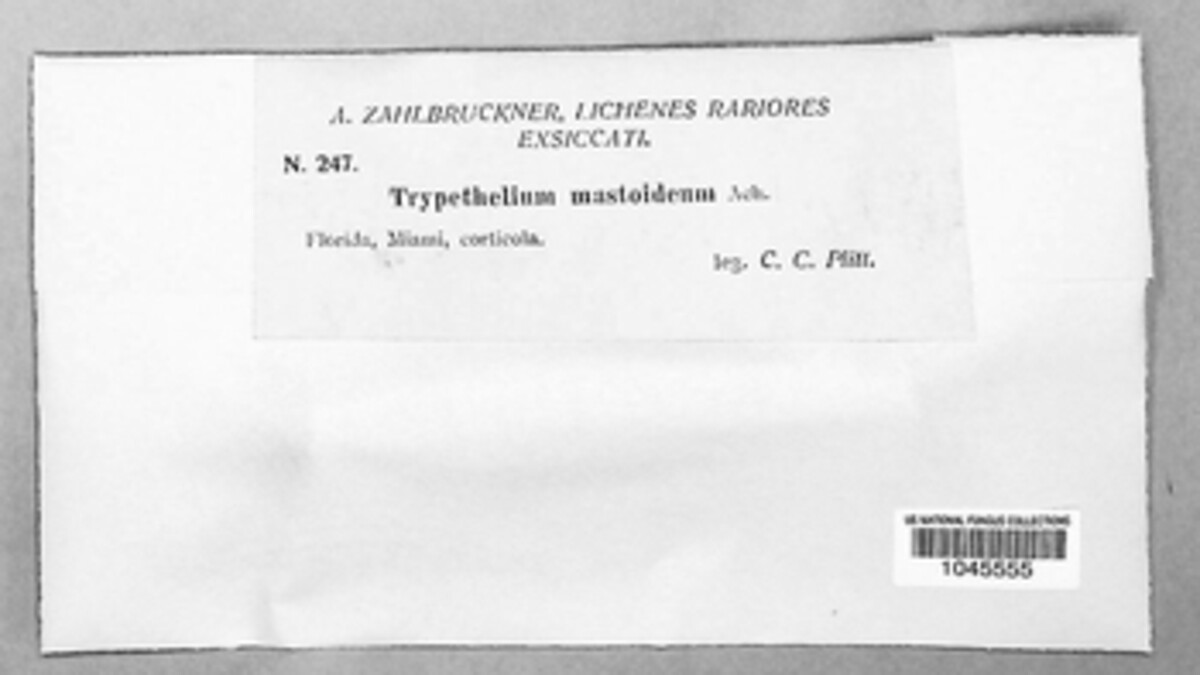 A. ZAHLBRUCKNER, LICHENES RARIORES
EXSICCATI.
N. 247.
Trypethelium mastoideum Ach.
Florida, Miami, corticola.
leg. C. C. Plitt.
US NATIONAL FUNGUS COLLECTIONS
1045555